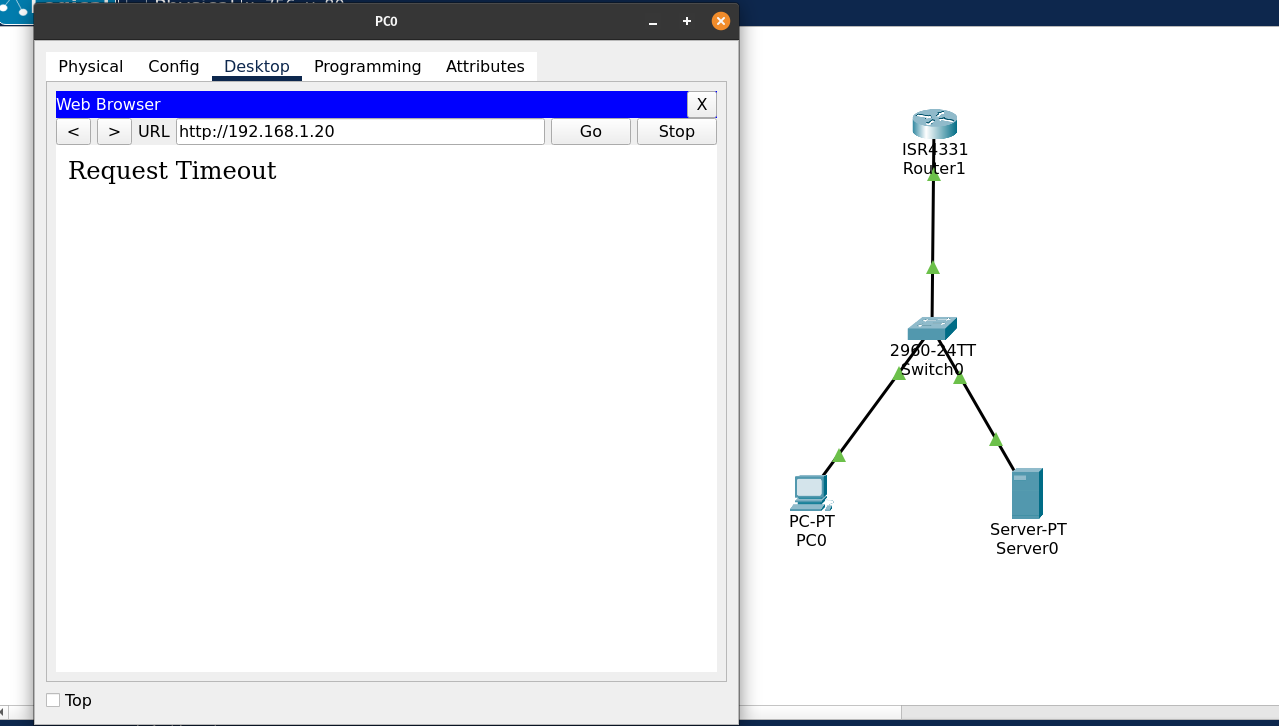 PC0
Physical Config Desktop Programming Attributes
Web Browser X
< > URL http://192.168.1.20 Go Stop
Request Timeout
Top
ISR4331
Router1
2960-24TT
Switch0
PC-PT
PC0
Server-PT
Server0